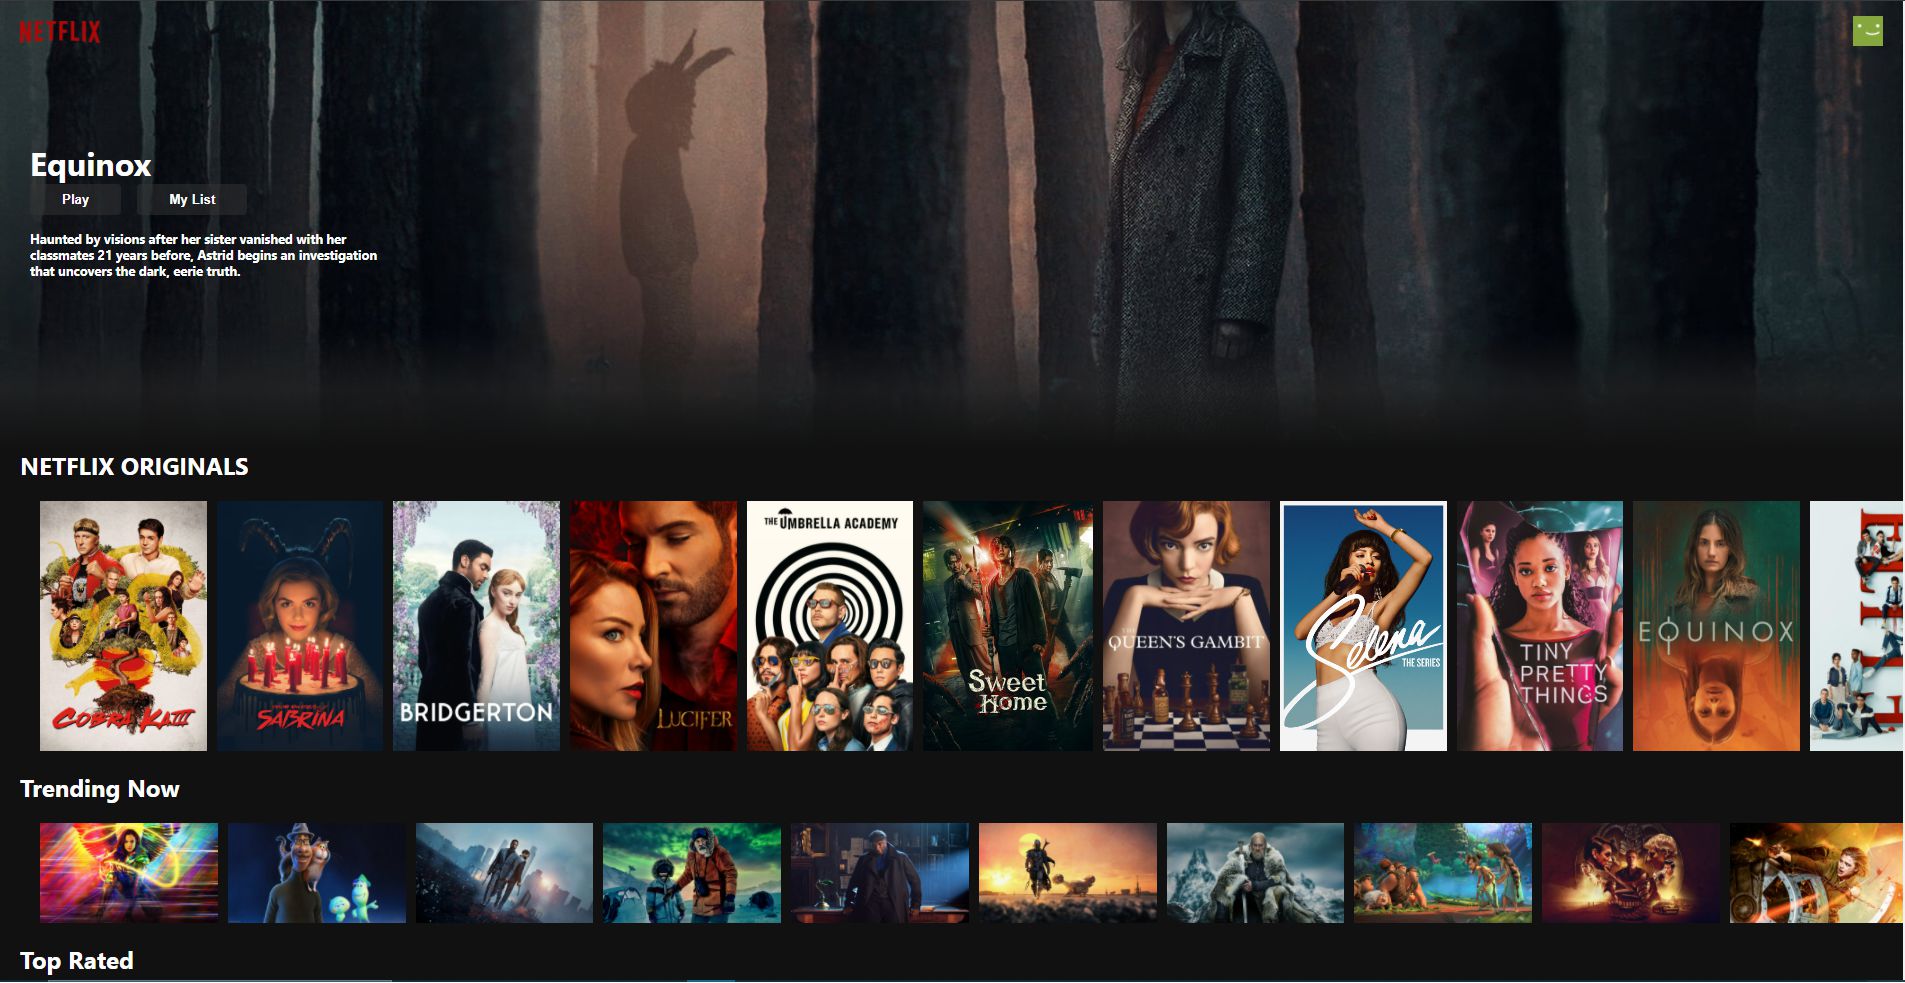 NETFLIX
Equinox
Play
My List
Haunted by visions after her sister vanished with her
classmates 21 years before, Astrid begins an investigation
that uncovers the dark, eerie truth.
NETFLIX ORIGINALS
COBRA KAI
SABRINA
BRIDGERTON
LUCIFER
THE UMBRELLA ACADEMY
Sweet
Home
THE
QUEEN'S GAMBIT
Selena
THE SERIES
TINY
PRETTY
THINGS
EQUINOX
Trending Now
Top Rated